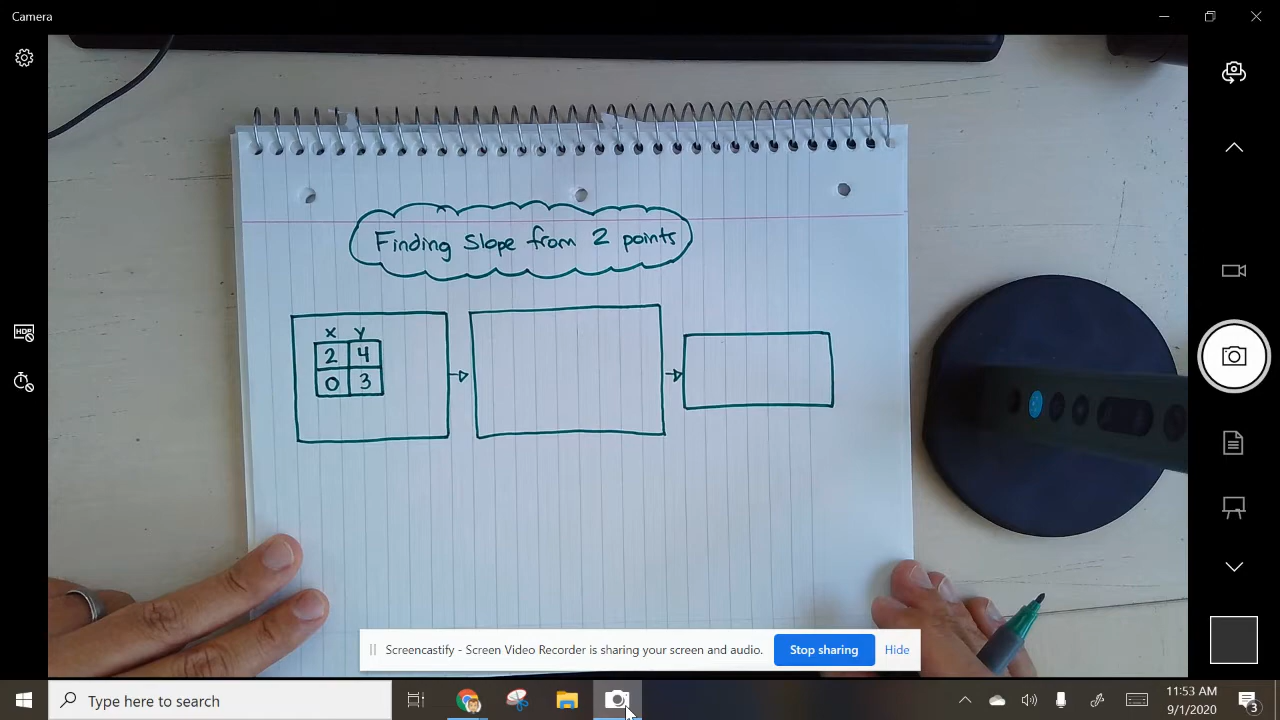 Camera
Finding Slope from 2 points
x y
2 4
0 3
Screencastify - Screen Video Recorder is sharing your screen and audio.
Stop sharing
Hide
Type here to search
11:53 AM
9/1/2020
3
HDR